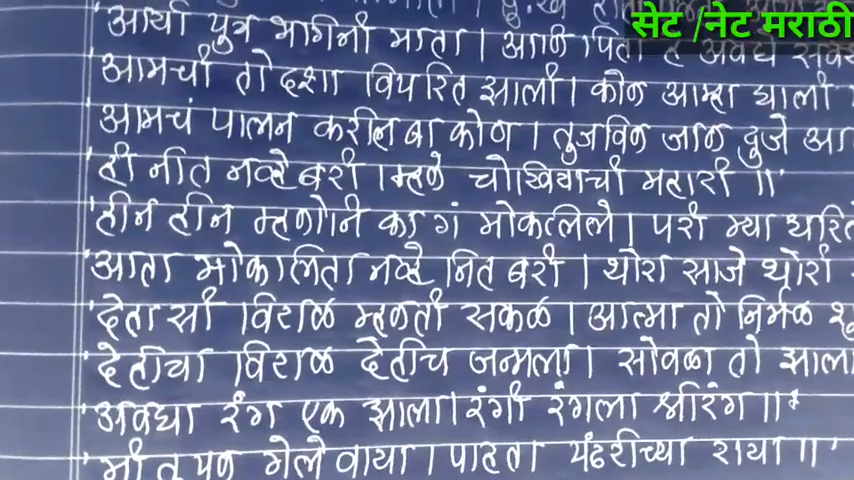 सेट /नेट मराठी
'आर्या पुत्र भगिनी माता । आणि पिता हे अवघे
आमची तो दशा विपरित झाली । कोण आम्हा घाली
आमचं पालन करील बा कोण । तुजविण जाण दुजे
ही नीत नव्हे बरी । म्हणे चोखियाची महारी ॥'
'हीन हीन म्हणोनि का गं मोकलिले । परी म्या धरिले
आता मोकलिता नव्हे नित बरी । थोरा साजे थोरी
'देहासी विटाळ म्हणती सकळ । आत्मा तो निर्मळ
देहीचा विटाळ देहीच जन्मला । सोवळा तो झाला
'अवघा रंग एक झाला । रंगी रंगला श्रीरंग ॥'
'मी तू पण गेले वाया । पाहता पंढरीच्या राया ॥'